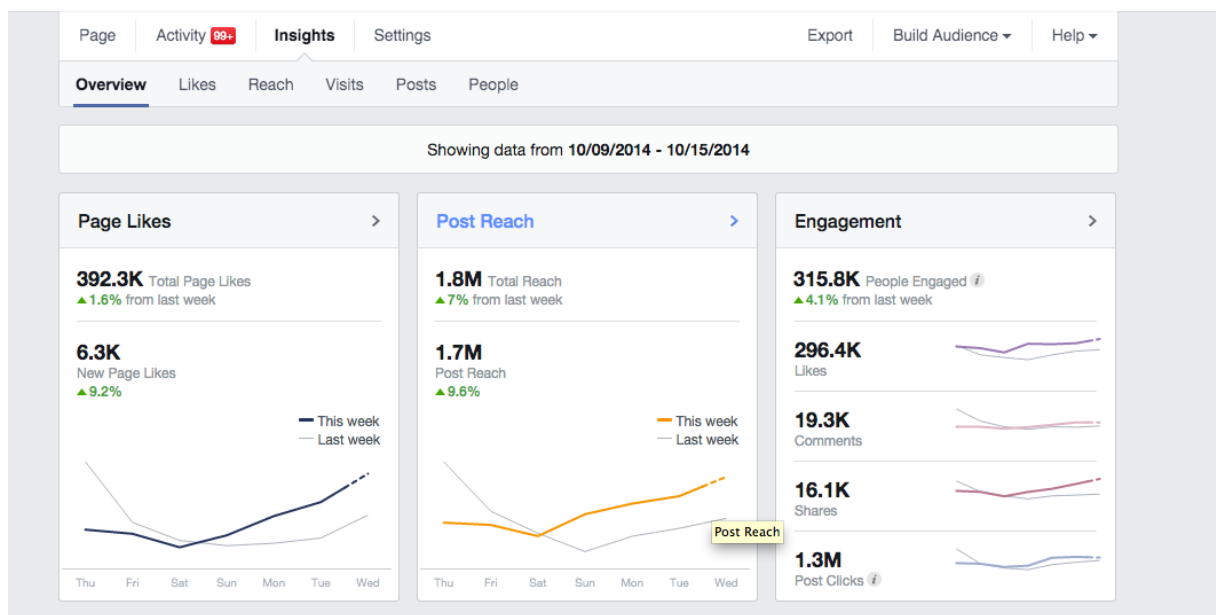 Page Activity 99+ Insights Settings Export Build Audience Help
Overview Likes Reach Visits Posts People
Showing data from 10/09/2014 - 10/15/2014
Page Likes
392.3K Total Page Likes
1.6% from last week
6.3K
New Page Likes
9.2%
This week
Last week
Thu Fri Sat Sun Mon Tue Wed
Post Reach
1.8M Total Reach
7% from last week
1.7M
Post Reach
9.6%
This week
Last week
Post Reach
Thu Fri Sat Sun Mon Tue Wed
Engagement
315.8K People Engaged i
4.1% from last week
296.4K
Likes
19.3K
Comments
16.1K
Shares
1.3M
Post Clicks i